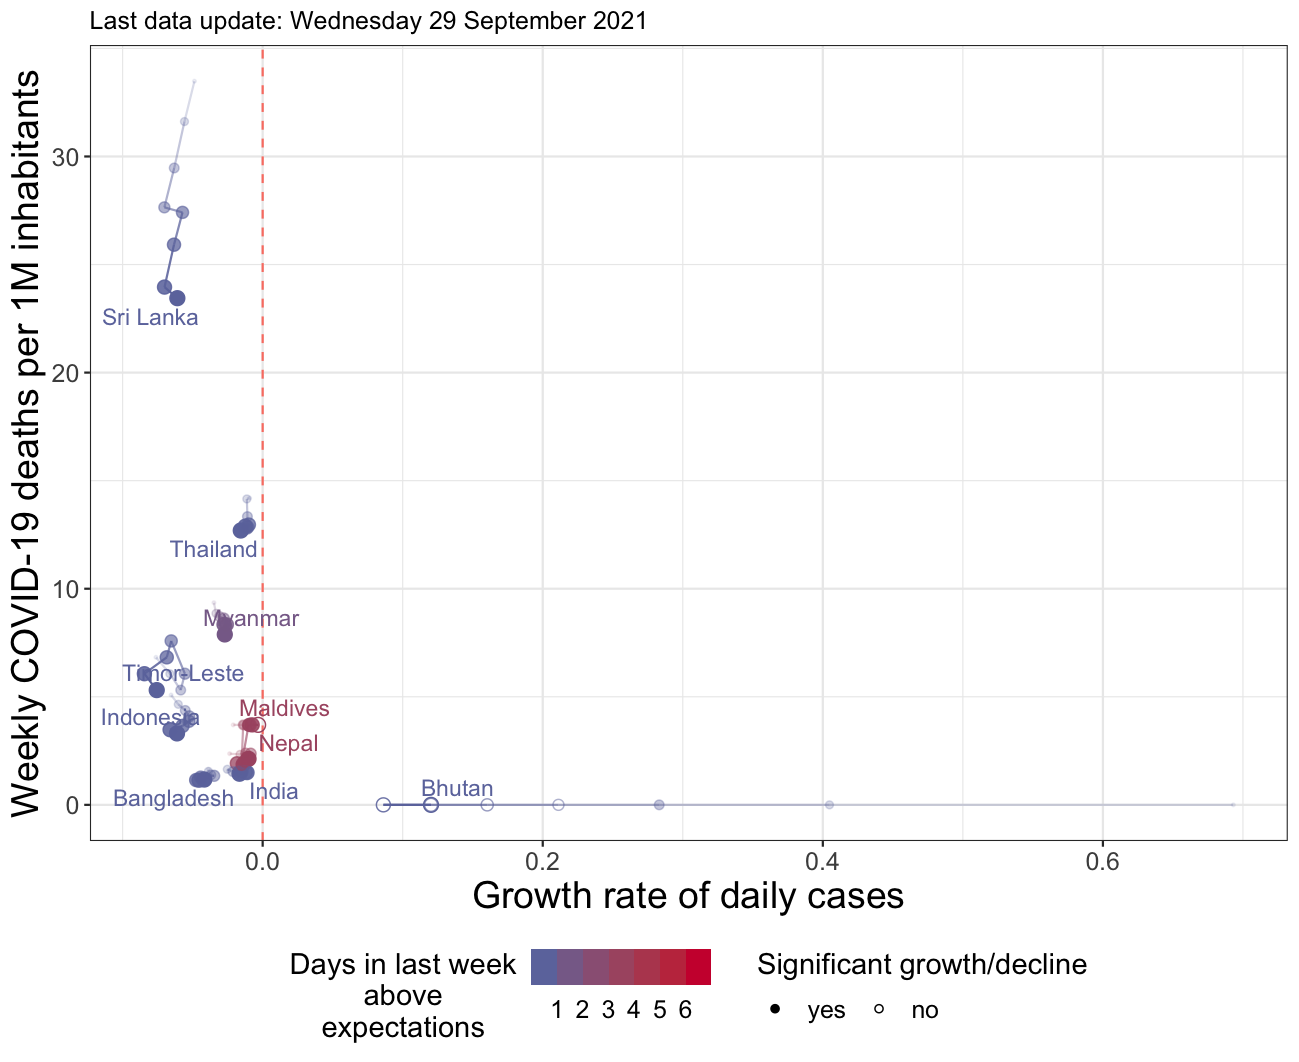 Last data update: Wednesday 29 September 2021
Weekly COVID-19 deaths per 1M inhabitants
30
20
10
0
Sri Lanka
Thailand
Myanmar
Timor-Leste
Indonesia
Maldives
Nepal
Bangladesh
India
Bhutan
0.0
0.2
0.4
0.6
Growth rate of daily cases
Days in last week
above
expectations
1 2 3 4 5 6
Significant growth/decline
yes
no